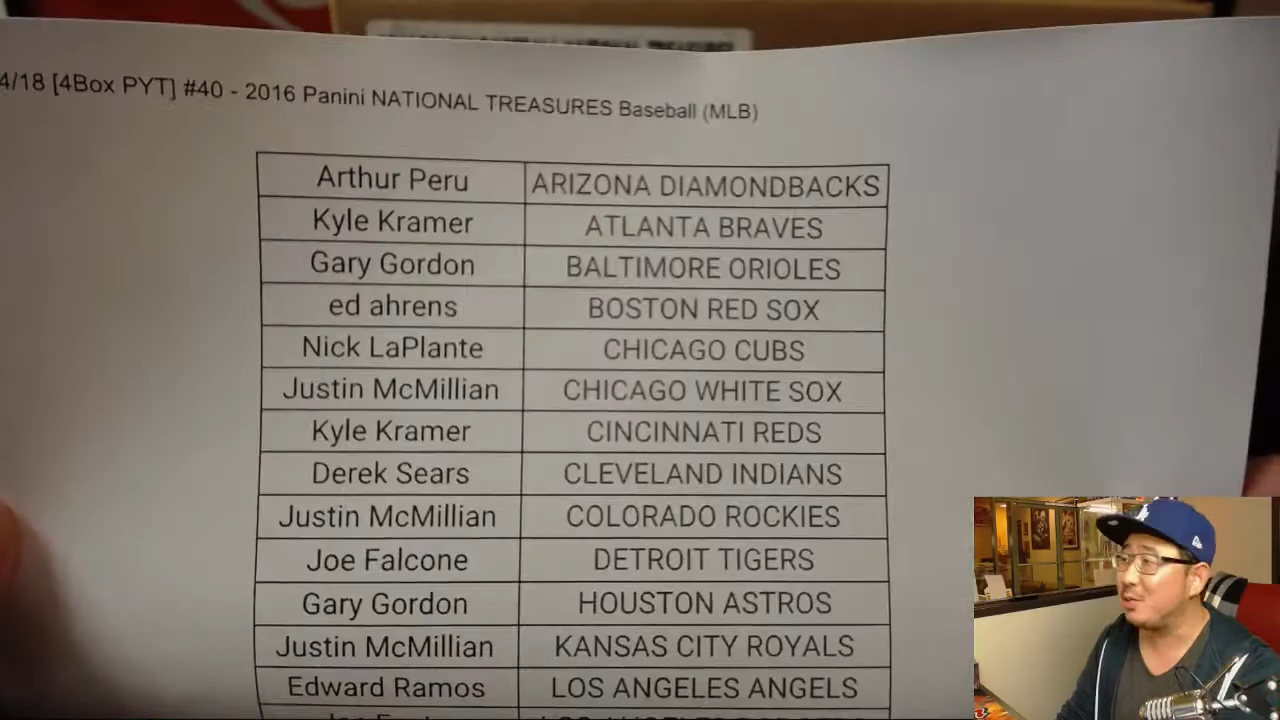 4/18 [4Box PYT] #40 - 2016 Panini NATIONAL TREASURES Baseball (MLB)
Arthur Peru ARIZONA DIAMONDBACKS
Kyle Kramer ATLANTA BRAVES
Gary Gordon BALTIMORE ORIOLES
ed ahrens BOSTON RED SOX
Nick LaPlante CHICAGO CUBS
Justin McMillian CHICAGO WHITE SOX
Kyle Kramer CINCINNATI REDS
Derek Sears CLEVELAND INDIANS
Justin McMillian COLORADO ROCKIES
Joe Falcone DETROIT TIGERS
Gary Gordon HOUSTON ASTROS
Justin McMillian KANSAS CITY ROYALS
Edward Ramos LOS ANGELES ANGELS